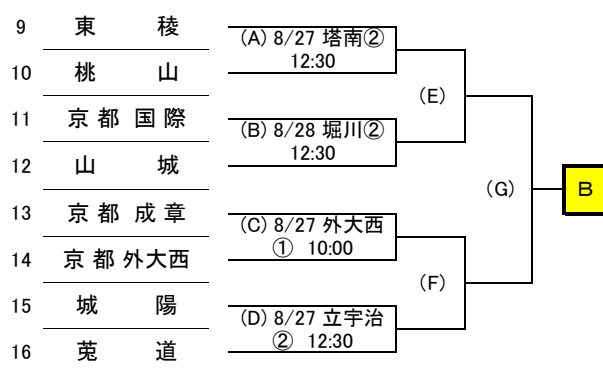 9 東 稜
(A) 8/27 塔南②
12:30
10 桃 山
(E)
11 京都 国際
(B) 8/28 堀川②
12:30
12 山 城
(G)
B
13 京都 成章
(C) 8/27 外大西
① 10:00
14 京都 外大西
(F)
15 城 陽
(D) 8/27 立宇治
② 12:30
16 莵 道